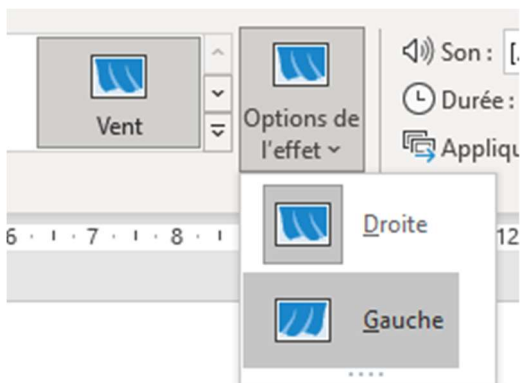 Vent
Options de
l'effet
Son : [.
Durée :
Appliqu
6 · ı · 7 · ı · 8 · ı
12
Droite
Gauche